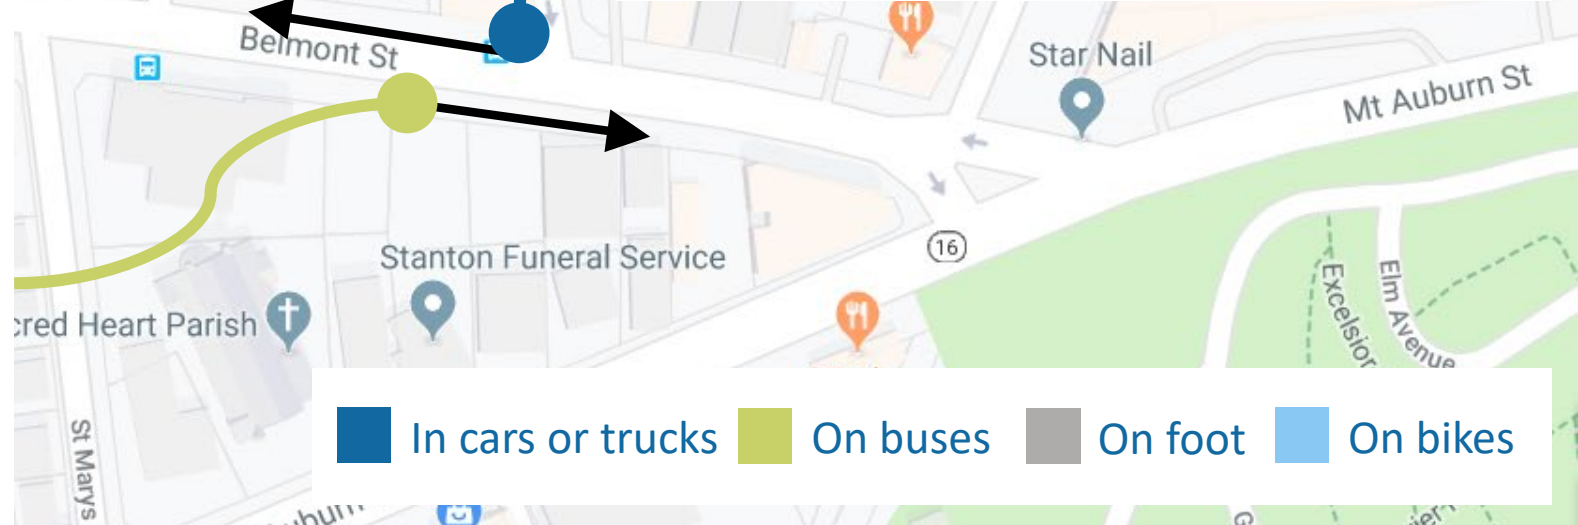 Belmont St
Star Nail
Mt Auburn St
16
Stanton Funeral Service
cred Heart Parish
Excelsior
Elm Avenue
St Marys
In cars or trucks
On buses
On foot
On bikes